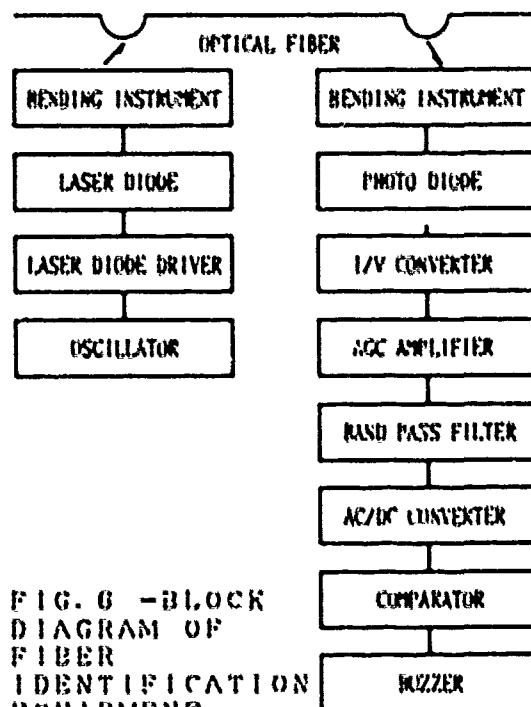 OPTICAL FIBER
BENDING INSTRUMENT
LASER DIODE
LASER DIODE DRIVER
OSCILLATOR
BENDING INSTRUMENT
PHOTO DIODE
I/V CONVERTER
AGC AMPLIFIER
BAND PASS FILTER
AC/DC CONVERTER
COMPARATOR
BUZZER
FIG. 6 -BLOCK
DIAGRAM OF
FIBER
IDENTIFICATION